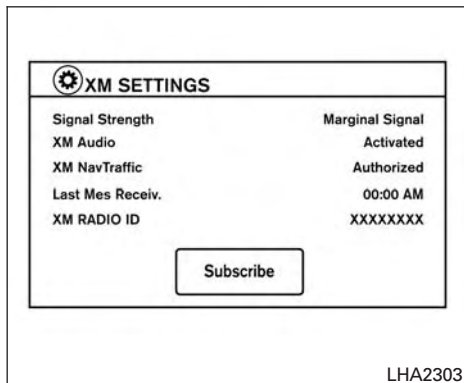 XM SETTINGS
Signal Strength Marginal Signal
XM Audio Activated
XM NavTraffic Authorized
Last Mes Receiv. 00:00 AM
XM RADIO ID XXXXXXXX
Subscribe
LHA2303